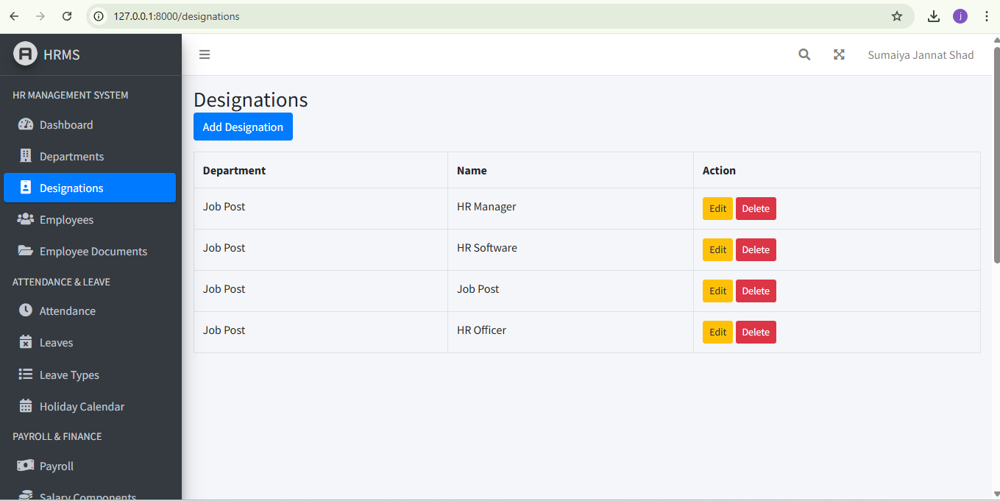 127.0.0.1:8000/designations
j
A HRMS
Sumaiya Jannat Shad
HR MANAGEMENT SYSTEM
Dashboard
Departments
Designations
Employees
Employee Documents
ATTENDANCE & LEAVE
Attendance
Leaves
Leave Types
Holiday Calendar
PAYROLL & FINANCE
Payroll
Salary Components
Designations
Add Designation
Department Name Action
Job Post HR Manager Edit Delete
Job Post HR Software Edit Delete
Job Post Job Post Edit Delete
Job Post HR Officer Edit Delete